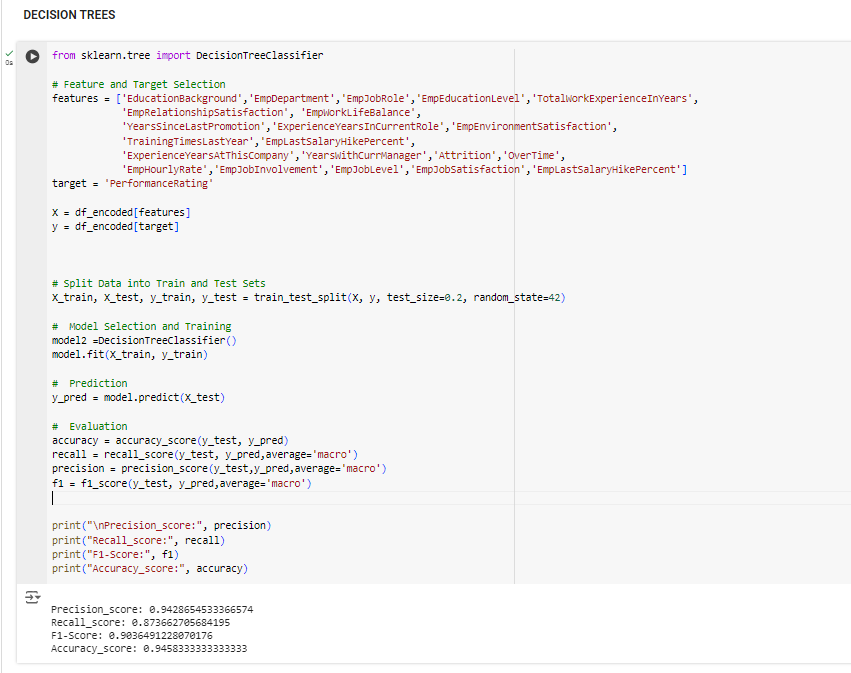 DECISION TREES
0s
from sklearn.tree import DecisionTreeClassifier
# Feature and Target Selection
features = ['EducationBackground','EmpDepartment','EmpJobRole','EmpEducationLevel','TotalWorkExperienceInYears',
'EmpRelationshipSatisfaction', 'EmpWorkLifeBalance',
'YearsSinceLastPromotion','ExperienceYearsInCurrentRole','EmpEnvironmentSatisfaction',
'TrainingTimesLastYear','EmpLastSalaryHikePercent',
'ExperienceYearsAtThisCompany','YearsWithCurrManager','Attrition','OverTime',
'EmpHourlyRate','EmpJobInvolvement','EmpJobLevel','EmpJobSatisfaction','EmpLastSalaryHikePercent']
target = 'PerformanceRating'
X = df_encoded[features]
y = df_encoded[target]
# Split Data into Train and Test Sets
X_train, X_test, y_train, y_test = train_test_split(X, y, test_size=0.2, random_state=42)
#  Model Selection and Training
model2 =DecisionTreeClassifier()
model.fit(X_train, y_train)
#  Prediction
y_pred = model.predict(X_test)
#  Evaluation
accuracy = accuracy_score(y_test, y_pred)
recall = recall_score(y_test, y_pred,average='macro')
precision = precision_score(y_test,y_pred,average='macro')
f1 = f1_score(y_test, y_pred,average='macro')
print("\nPrecision_score:", precision)
print("Recall_score:", recall)
print("F1-Score:", f1)
print("Accuracy_score:", accuracy)
Precision_score: 0.9428654533366574
Recall_score: 0.873662705684195
F1-Score: 0.9036491228070176
Accuracy_score: 0.9458333333333333